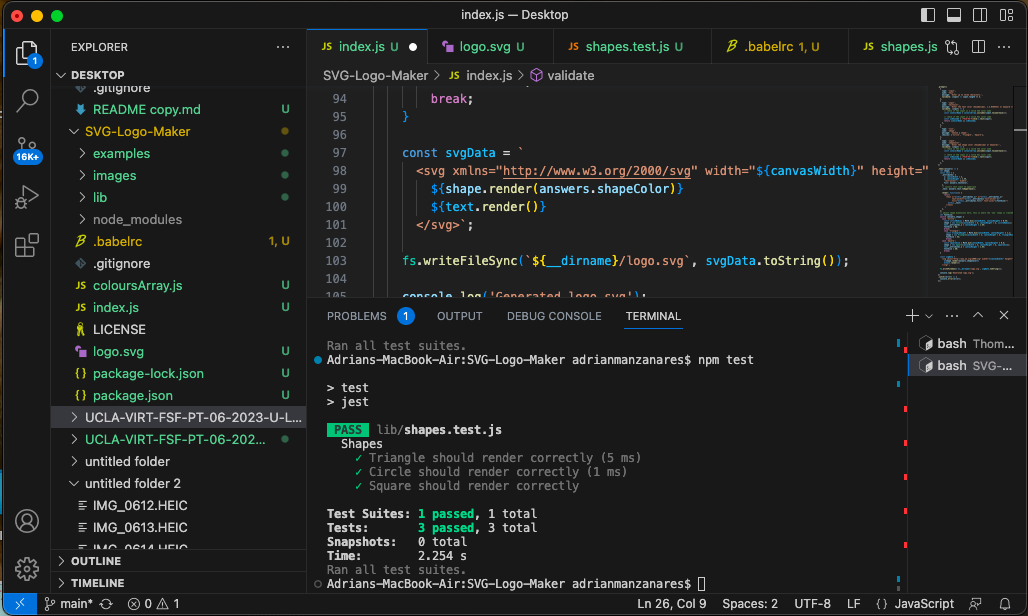 index.js — Desktop
EXPLORER
DESKTOP
.gitignore
README copy.md U
SVG-Logo-Maker
examples
images
lib
node_modules
.babelrc 1, U
.gitignore
coloursArray.js U
index.js U
LICENSE
logo.svg U
package-lock.json U
package.json U
UCLA-VIRT-FSF-PT-06-2023-U-L...
UCLA-VIRT-FSF-PT-06-202...
untitled folder
untitled folder 2
IMG_0612.HEIC
IMG_0613.HEIC
IMG_0614.HEIC
OUTLINE
TIMELINE
1
16K+
JS index.js U
logo.svg U
JS shapes.test.js U
.babelrc 1, U
JS shapes.js
SVG-Logo-Maker > JS index.js > validate
94 break;
95 }
96
97 const svgData = `
98 <svg xmlns="http://www.w3.org/2000/svg" width="${canvasWidth}" height="
99 ${shape.render(answers.shapeColor)}
100 ${text.render()}
101 </svg>`;
102
103 fs.writeFileSync(`${__dirname}/logo.svg`, svgData.toString());
104
105 console.log('Generated logo.svg');
PROBLEMS 1 OUTPUT DEBUG CONSOLE TERMINAL
Ran all test suites.
Adrians-MacBook-Air:SVG-Logo-Maker adrianmanzanares$ npm test
> test
> jest
PASS lib/shapes.test.js
Shapes
✓ Triangle should render correctly (5 ms)
✓ Circle should render correctly (1 ms)
✓ Square should render correctly
Test Suites: 1 passed, 1 total
Tests: 3 passed, 3 total
Snapshots: 0 total
Time: 2.254 s
Ran all test suites.
Adrians-MacBook-Air:SVG-Logo-Maker adrianmanzanares$
bash Thom...
bash SVG-...
main* 0 1 Ln 26, Col 9 Spaces: 2 UTF-8 LF {} JavaScript